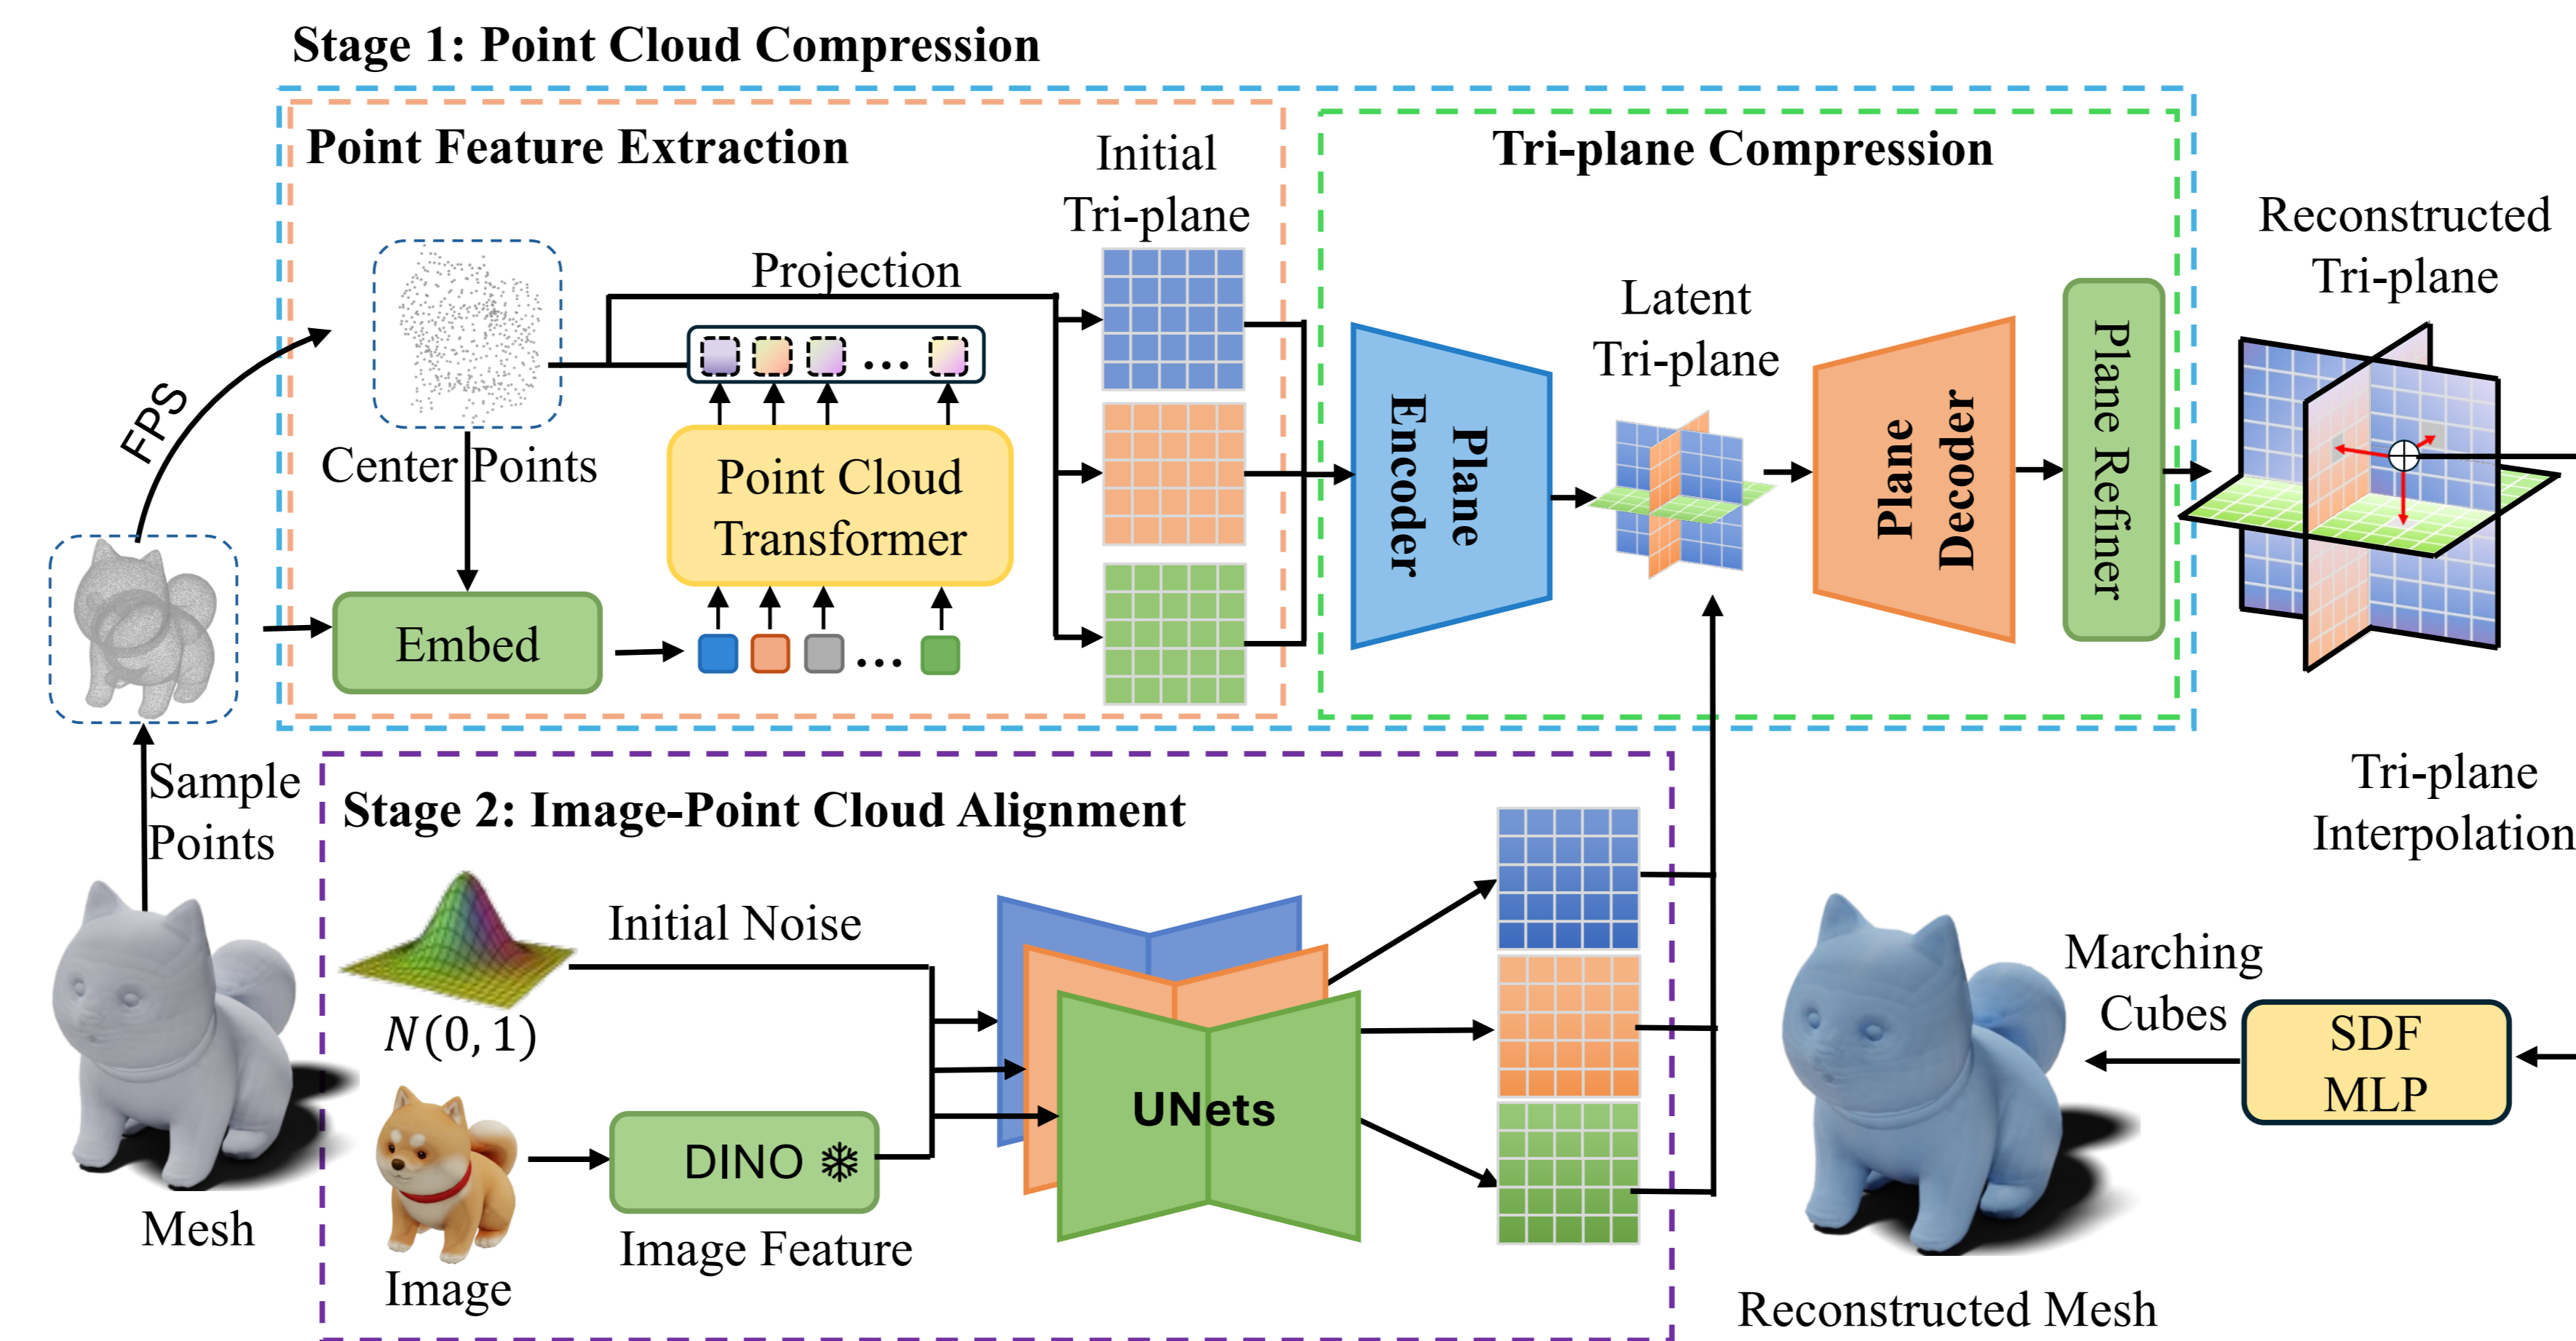 Stage 1: Point Cloud Compression
Point Feature Extraction
Initial
Tri-plane
Tri-plane Compression
Reconstructed
Tri-plane
Projection
Latent
Tri-plane
FPS
Center Points
Point Cloud
Transformer
...
Embed
...
Plane
Encoder
Plane
Decoder
Plane Refiner
Sample
Points
Stage 2: Image-Point Cloud Alignment
Tri-plane
Interpolation
Initial Noise
N(0, 1)
Marching
Cubes
SDF
MLP
UNets
DINO
Mesh
Image Feature
Image
Reconstructed Mesh